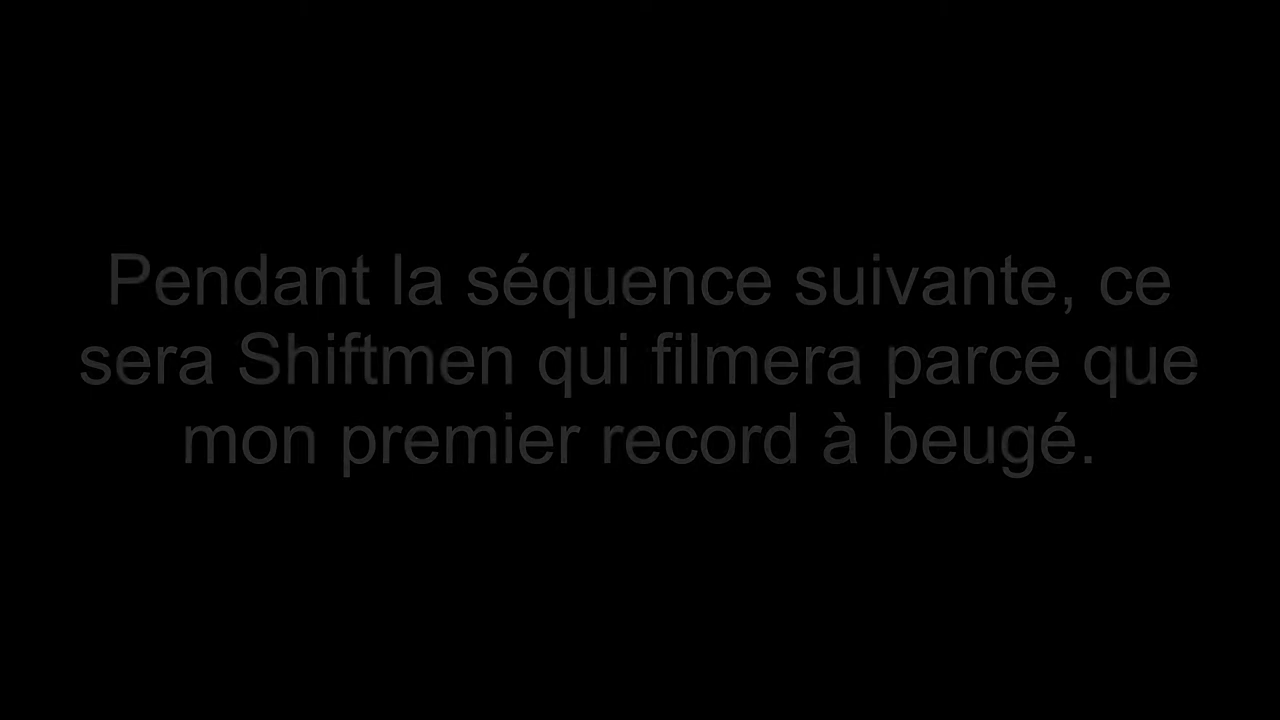 Pendant la séquence suivante, ce
sera Shiftmen qui filmera parce que
mon premier record à beugé.